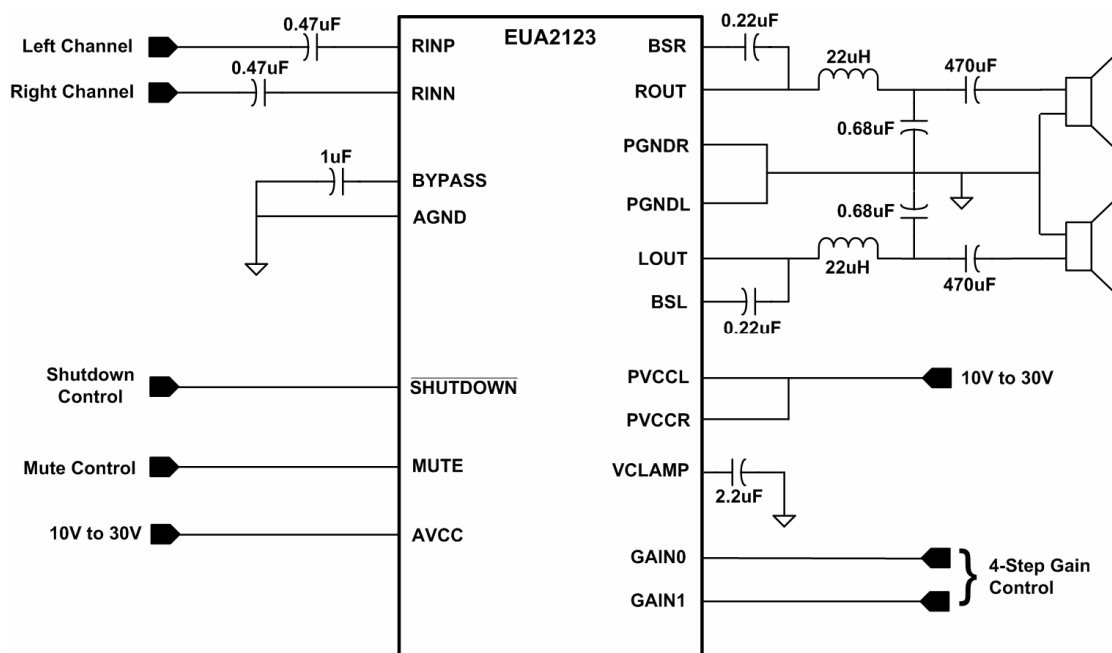 EUA2123
Left Channel
0.47uF
RINP
Right Channel
0.47uF
RINN
1uF
BYPASS
AGND
Shutdown
Control
SHUTDOWN
Mute Control
MUTE
10V to 30V
AVCC
BSR
0.22uF
ROUT
22uH
470uF
0.68uF
PGNDR
PGNDL
0.68uF
LOUT
22uH
470uF
BSL
0.22uF
PVCCL
10V to 30V
PVCCR
VCLAMP
2.2uF
GAIN0
GAIN1
4-Step Gain
Control